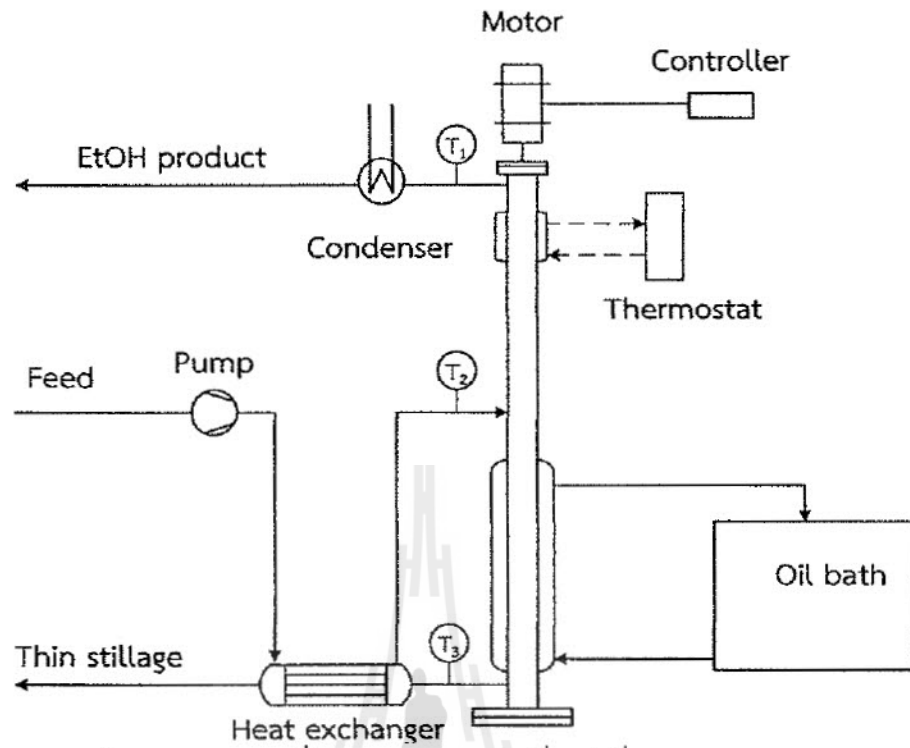 Motor
Controller
T₁
EtOH product
Condenser
Thermostat
Pump
T₂
Feed
Oil bath
T₃
Thin stillage
Heat exchanger